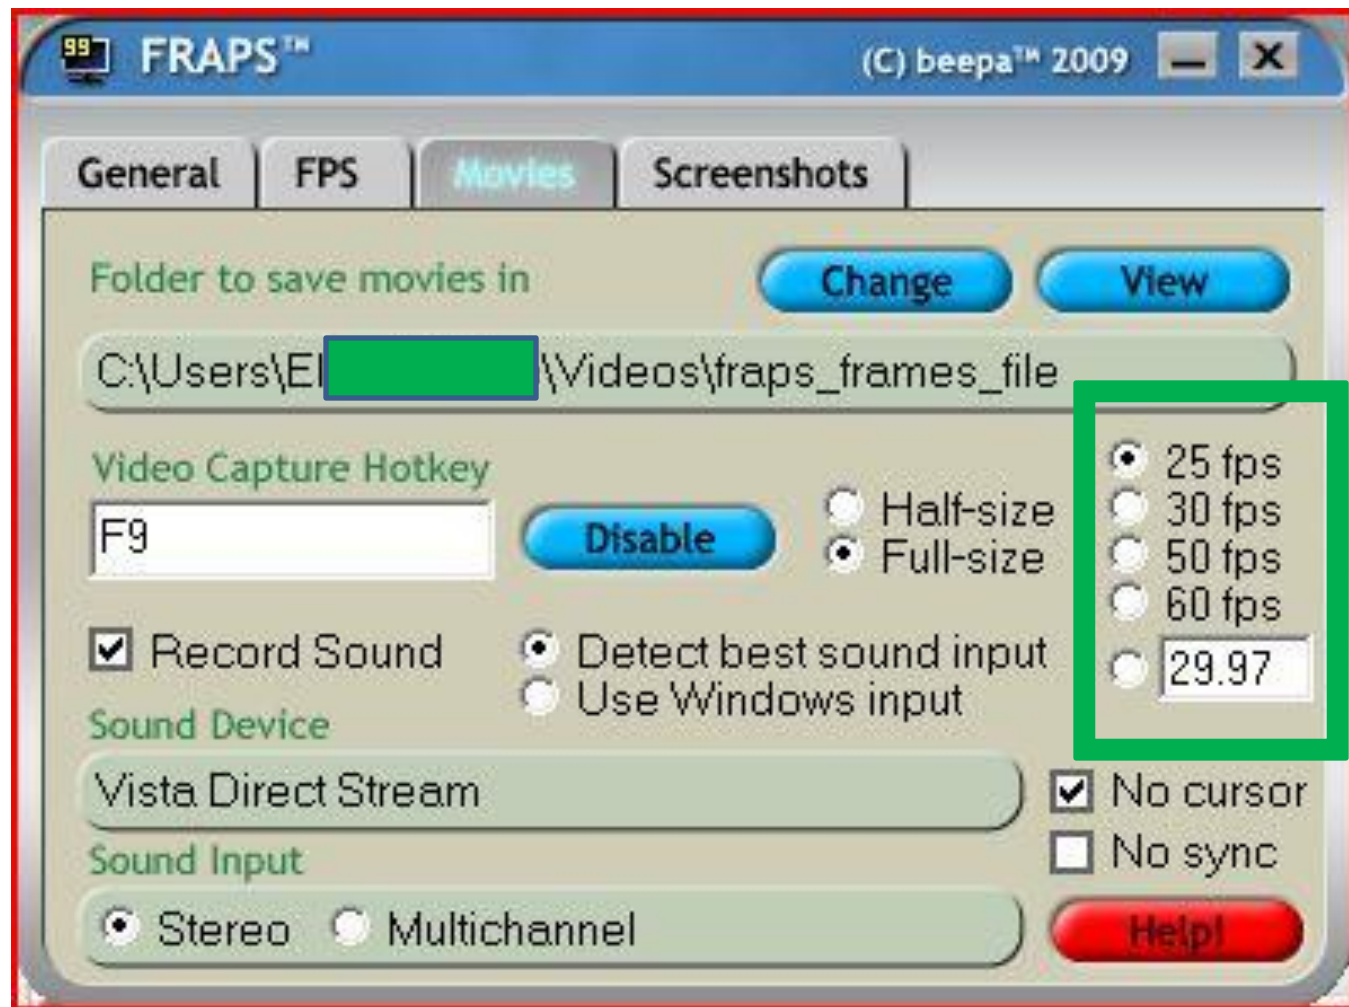 99
FRAPS™
(C) beepa™ 2009
General FPS Movies Screenshots
Folder to save movies in
Change View
C:\Users\El \Videos\fraps_frames_file
Video Capture Hotkey
F9
Disable
Half-size
Full-size
25 fps
30 fps
50 fps
60 fps
29.97
Record Sound
Detect best sound input
Use Windows input
Sound Device
Vista Direct Stream
No cursor
No sync
Sound Input
Stereo Multichannel
Help!